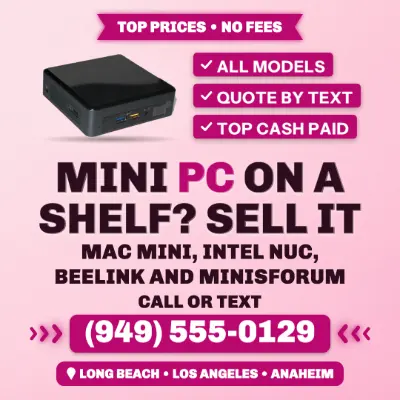 TOP PRICES • NO FEES
ALL MODELS
QUOTE BY TEXT
TOP CASH PAID
MINI PC ON A
SHELF? SELL IT
MAC MINI, INTEL NUC,
BEELINK AND MINISFORUM
CALL OR TEXT
(949) 555-0129
LONG BEACH • LOS ANGELES • ANAHEIM